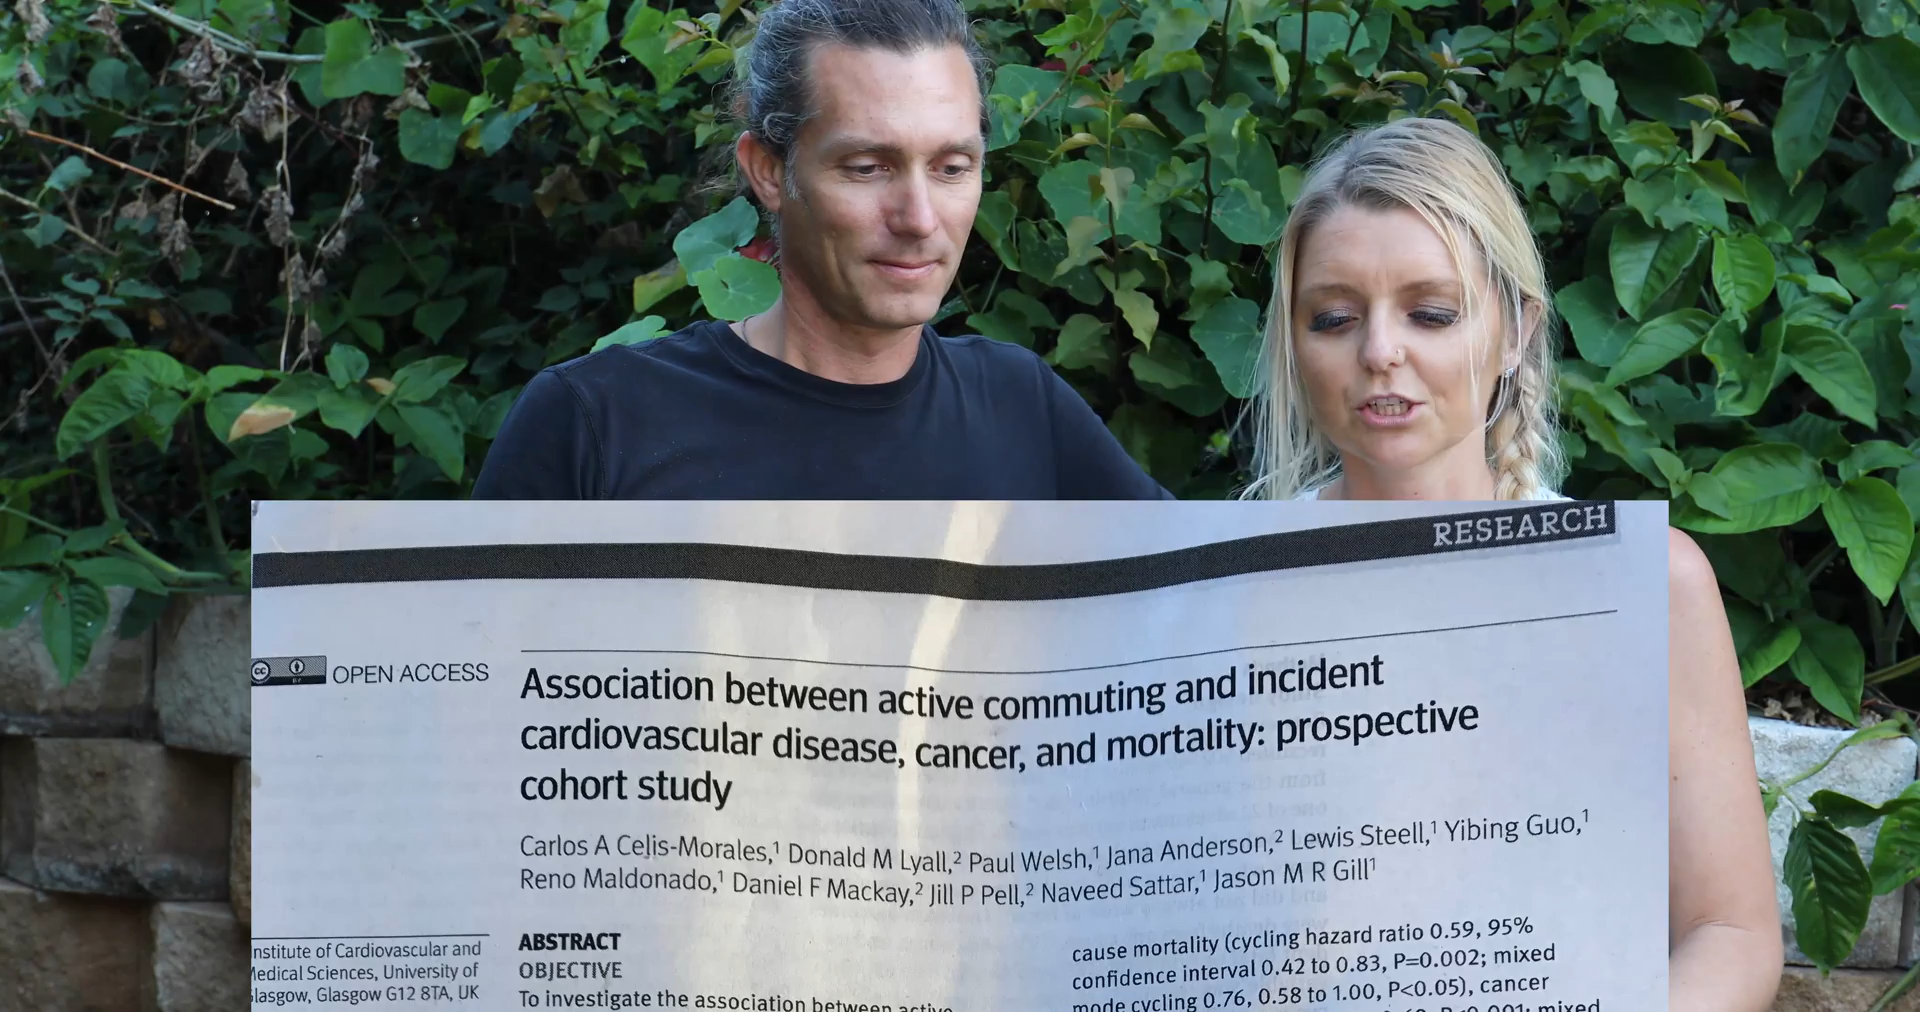 RESEARCH
OPEN ACCESS
Association between active commuting and incident
cardiovascular disease, cancer, and mortality: prospective
cohort study
Carlos A Celis-Morales,¹ Donald M Lyall,² Paul Welsh,¹ Jana Anderson,² Lewis Steell,¹ Yibing Guo,¹
Reno Maldonado,¹ Daniel F Mackay,² Jill P Pell,² Naveed Sattar,¹ Jason M R Gill¹
nstitute of Cardiovascular and
Medical Sciences, University of
Glasgow, Glasgow G12 8TA, UK
ABSTRACT
OBJECTIVE
To investigate the association between active
cause mortality (cycling hazard ratio 0.59, 95%
confidence interval 0.42 to 0.83, P=0.002; mixed
mode cycling 0.76, 0.58 to 1.00, P<0.05), cancer
mixed